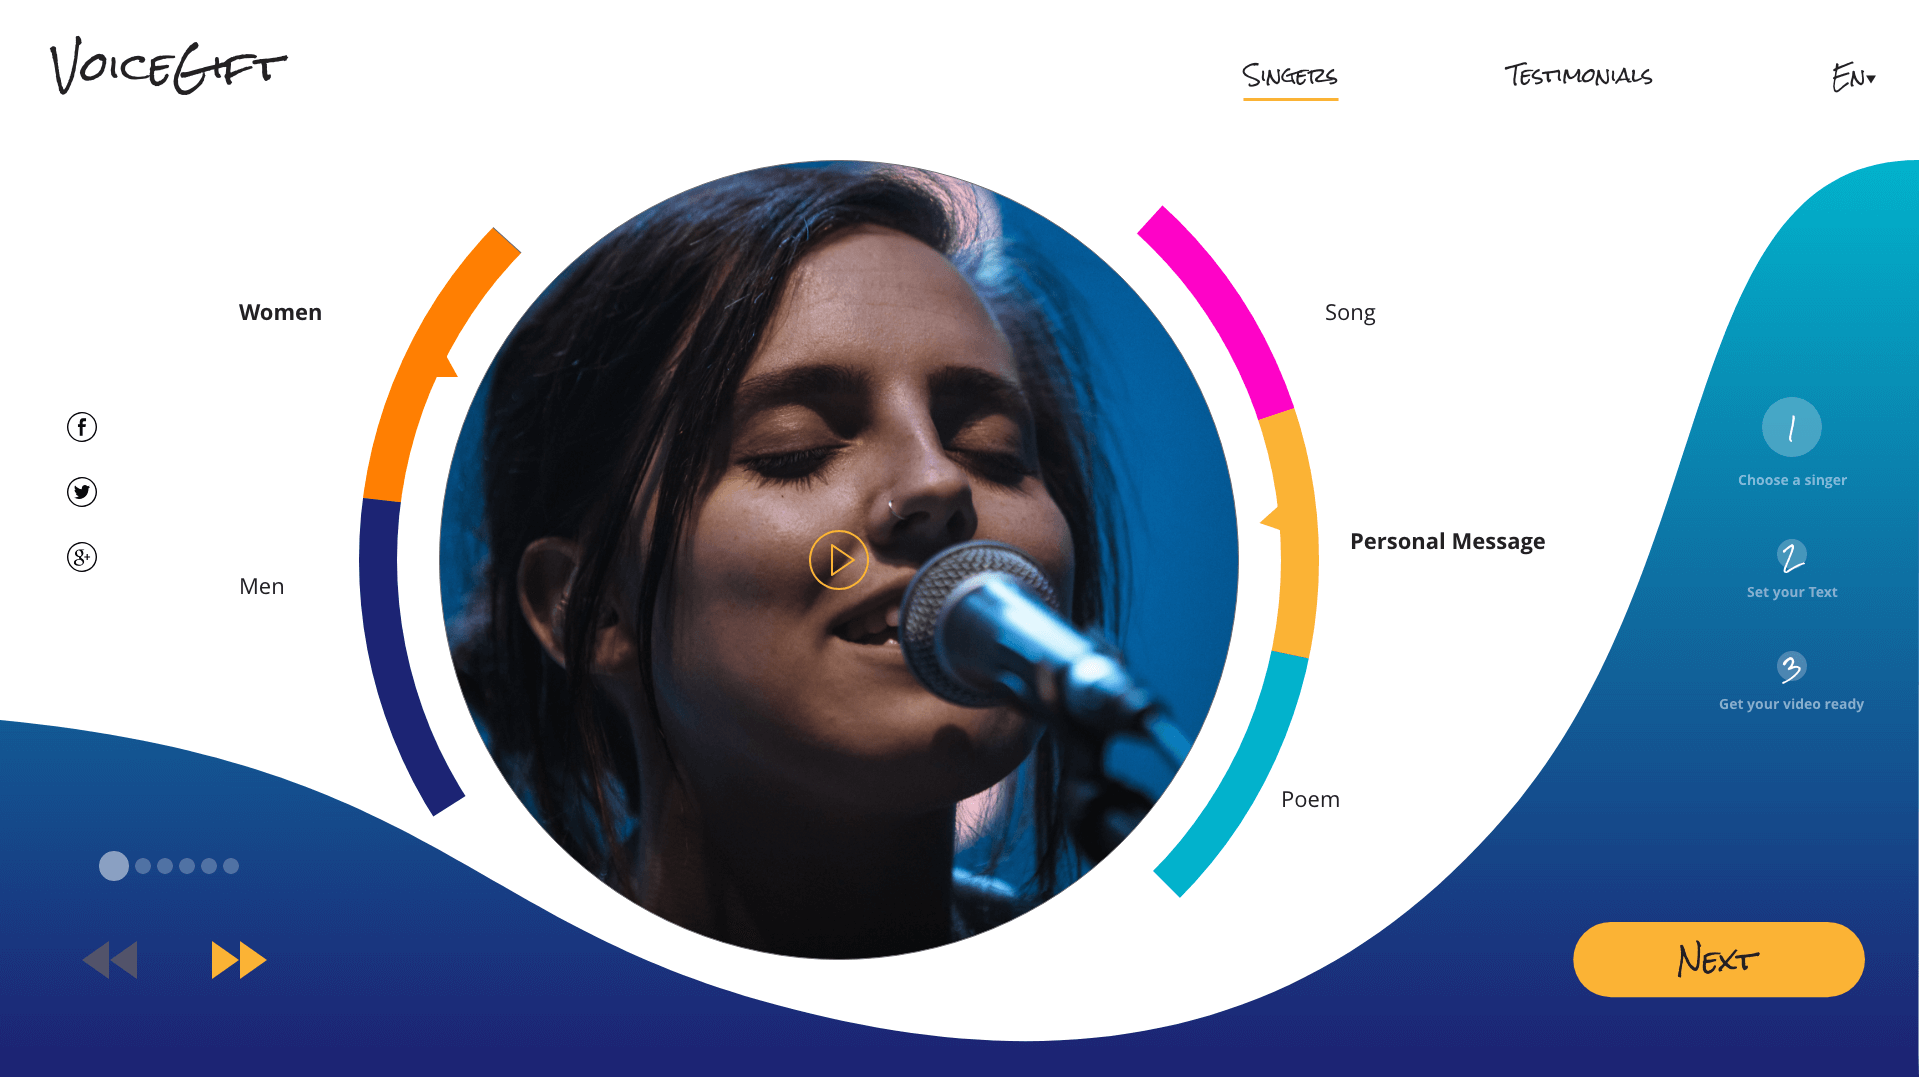 VoiceGift
Singers
Testimonials
En▾
Women
Song
Personal Message
Men
Poem
1
Choose a singer
2
Set your Text
3
Get your video ready
Next